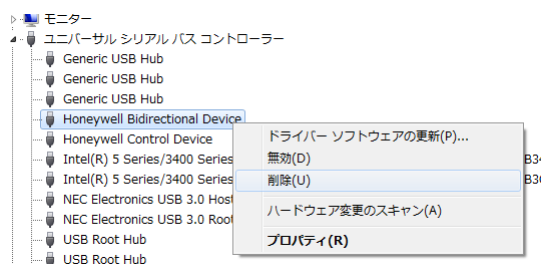 モニター
ユニバーサル シリアル バス コントローラー
Generic USB Hub
Generic USB Hub
Generic USB Hub
Honeywell Bidirectional Device
Honeywell Control Device
Intel(R) 5 Series/3400 Series
Intel(R) 5 Series/3400 Series
NEC Electronics USB 3.0 Host
NEC Electronics USB 3.0 Root
USB Root Hub
USB Root Hub
ドライバー ソフトウェアの更新(P)...
無効(D)
削除(U)
ハードウェア変更のスキャン(A)
プロパティ(R)